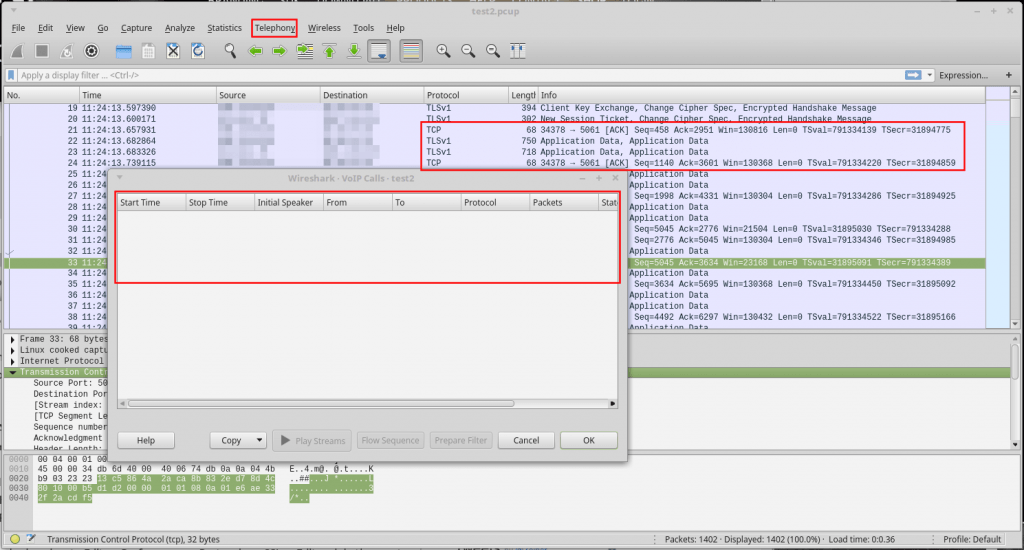 test2.pcup
File Edit View Go Capture Analyze Statistics Telephony Wireless Tools Help
Apply a display filter ... <Ctrl-/> Expression... +
No. Time Source Destination Protocol Length Info
19 11:24:13.597390 TLSv1 394 Client Key Exchange, Change Cipher Spec, Encrypted Handshake Message
20 11:24:13.600171 TLSv1 302 New Session Ticket, Change Cipher Spec, Encrypted Handshake Message
21 11:24:13.657931 TCP 68 34378 → 5061 [ACK] Seq=458 Ack=2951 Win=130816 Len=0 TSval=791334139 TSecr=31894775
22 11:24:13.682864 TLSv1 750 Application Data, Application Data
23 11:24:13.683326 TLSv1 718 Application Data, Application Data
24 11:24:13.739115 TCP 68 34378 → 5061 [ACK] Seq=1140 Ack=3601 Win=130368 Len=0 TSval=791334220 TSecr=31894859
25 11:24 Application Data
26 11:24 Application Data
27 11:24 Seq=1998 Ack=4331 Win=130304 Len=0 TSval=791334286 TSecr=31894925
28 11:24 Application Data
29 11:24 Application Data
30 11:24 Seq=5045 Ack=2776 Win=21504 Len=0 TSval=31895030 TSecr=791334288
31 11:24 Seq=2776 Ack=5045 Win=130304 Len=0 TSval=791334346 TSecr=31894985
32 11:24 Application Data
33 11:24 Seq=5045 Ack=3634 Win=23168 Len=0 TSval=31895091 TSecr=791334389
34 11:24 Application Data
35 11:24 Seq=3634 Ack=5695 Win=130368 Len=0 TSval=791334450 TSecr=31895092
36 11:24 Application Data
37 11:24 Application Data
38 11:24 Seq=4492 Ack=6297 Win=130432 Len=0 TSval=791334522 TSecr=31895166
39 11:24 Application Data
Wireshark · VoIP Calls · test2
Start Time Stop Time Initial Speaker From To Protocol Packets State
Help Copy Play Streams Flow Sequence Prepare Filter Cancel OK
Frame 33: 68 bytes
Linux cooked capt
Internet Protocol
Transmission Contr
Source Port: 50
Destination Por
[Stream index:
[TCP Segment Le
Sequence number
Acknowledgment
Header Length:
0000 00 04 00 01 00
0010 45 00 00 34 db 6d 40 00 40 06 74 db 0a 0a 04 4b E..4.m@. @.t....K
0020 b9 03 23 23 13 c5 86 4a 2a ca 8b 83 2e d7 8d 4c ..##...J *......L
0030 80 10 00 b5 d1 d2 00 00 01 01 08 0a 01 e6 ae 33 ........ .......3
0040 2f 2a cd f5 /*..
Transmission Control Protocol (tcp), 32 bytes Packets: 1402 · Displayed: 1402 (100.0%) · Load time: 0:0.36 Profile: Default